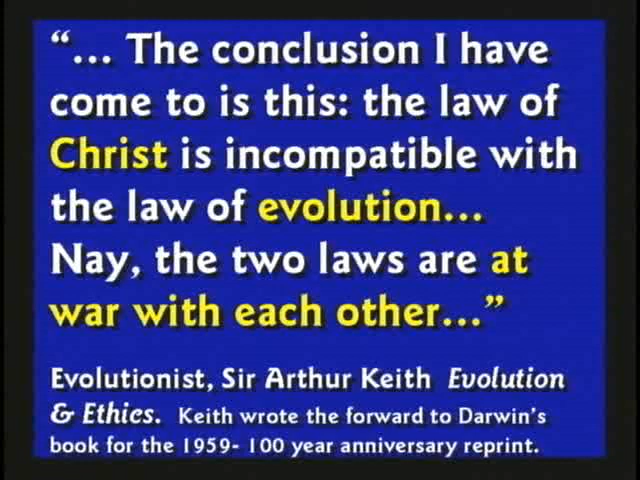 “... The conclusion I have
come to is this: the law of
Christ is incompatible with
the law of evolution...
Nay, the two laws are at
war with each other...”
Evolutionist, Sir Arthur Keith Evolution
& Ethics. Keith wrote the forward to Darwin's
book for the 1959- 100 year anniversary reprint.